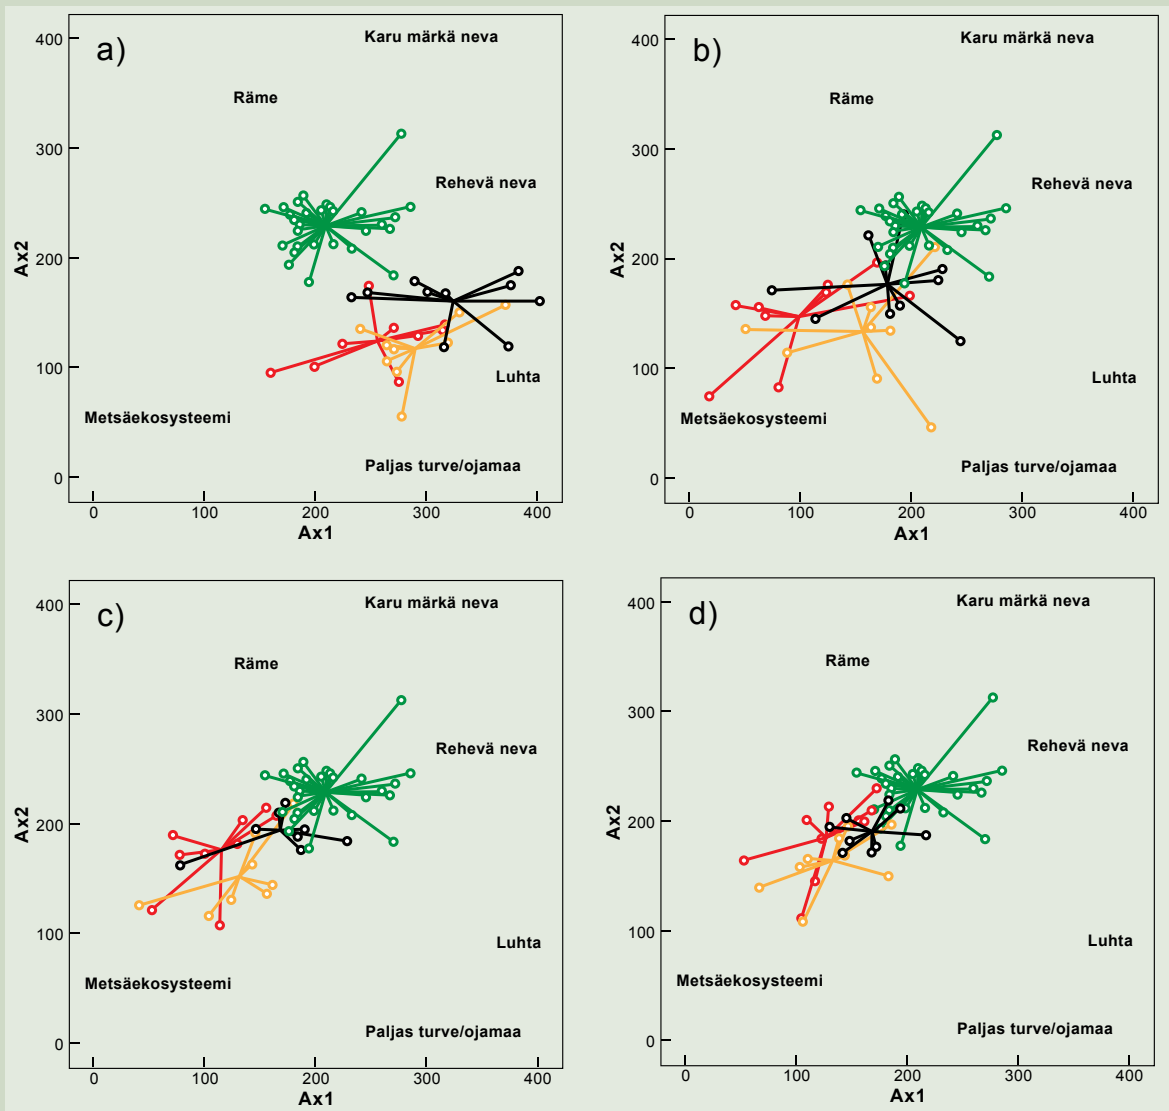 a)
Karu märkä neva
Räme
Rehevä neva
Luhta
Metsäekosysteemi
Paljas turve/ojamaa
400
300
200
100
0
Ax2
0 100 200 300 400
Ax1
b)
Karu märkä neva
Räme
Rehevä neva
Luhta
Metsäekosysteemi
Paljas turve/ojamaa
400
300
200
100
0
Ax2
0 100 200 300 400
Ax1
c)
Karu märkä neva
Räme
Rehevä neva
Luhta
Metsäekosysteemi
Paljas turve/ojamaa
400
300
200
100
0
Ax2
0 100 200 300 400
Ax1
d)
Karu märkä neva
Räme
Rehevä neva
Luhta
Metsäekosysteemi
Paljas turve/ojamaa
400
300
200
100
0
Ax2
0 100 200 300 400
Ax1